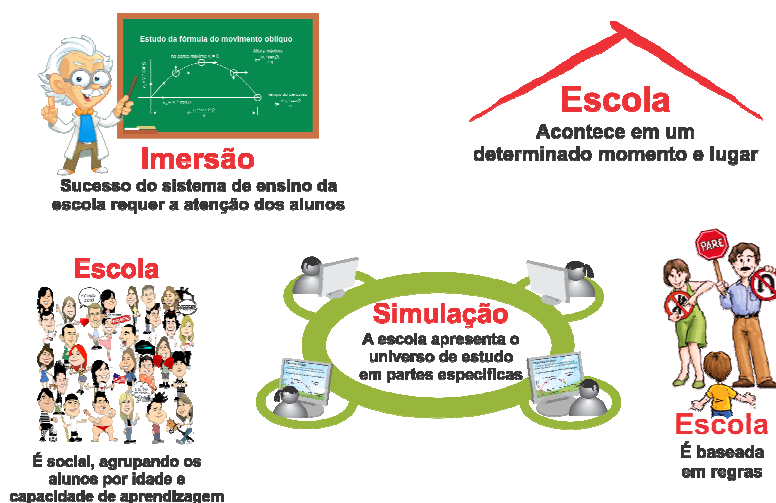 Estudo da fórmula do movimento oblíquo
Imersão
Sucesso do sistema de ensino da
escola requer a atenção dos alunos
Escola
Acontece em um
determinado momento e lugar
Escola
É social, agrupando os
alunos por idade e
capacidade de aprendizagem
Simulação
A escola apresenta o
universo de estudo
em partes especificas
PARE
Escola
É baseada
em regras